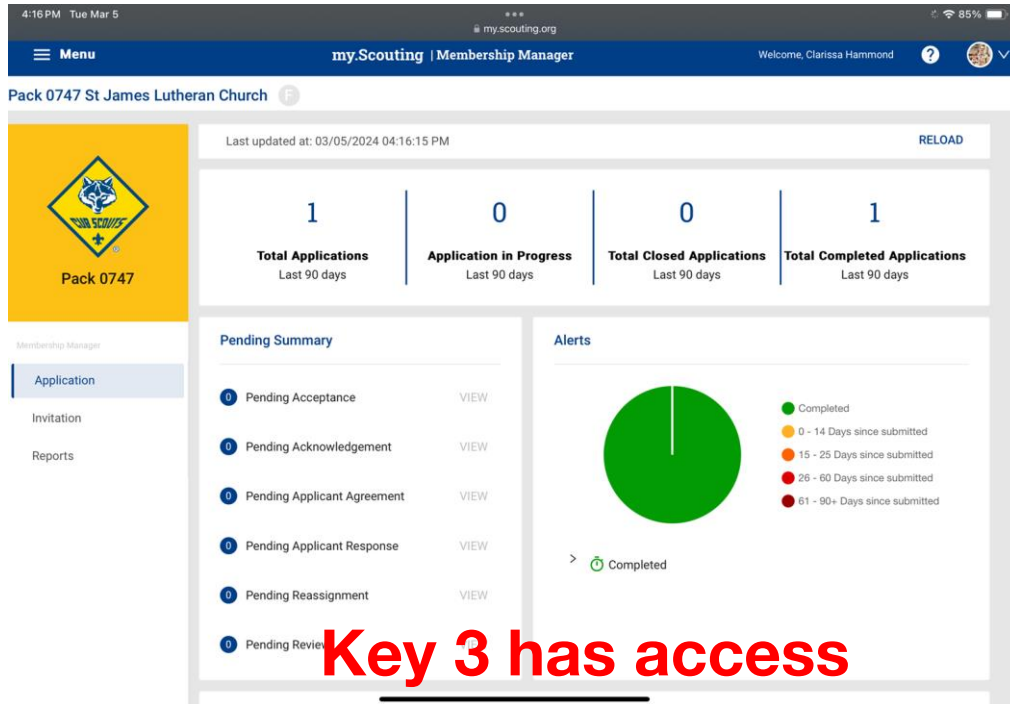 4:16 PM Tue Mar 5
85%
my.scouting.org
Menu
my.Scouting | Membership Manager
Welcome, Clarissa Hammond
?
Pack 0747 St James Lutheran Church F
Last updated at: 03/05/2024 04:16:15 PM
RELOAD
CUB SCOUTS
Pack 0747
1
Total Applications
Last 90 days
0
Application in Progress
Last 90 days
0
Total Closed Applications
Last 90 days
1
Total Completed Applications
Last 90 days
Membership Manager
Application
Invitation
Reports
Pending Summary
0 Pending Acceptance VIEW
0 Pending Acknowledgement VIEW
0 Pending Applicant Agreement VIEW
0 Pending Applicant Response VIEW
0 Pending Reassignment VIEW
0 Pending Review
Alerts
Completed
0 - 14 Days since submitted
15 - 25 Days since submitted
26 - 60 Days since submitted
61 - 90+ Days since submitted
> Completed
Key 3 has access